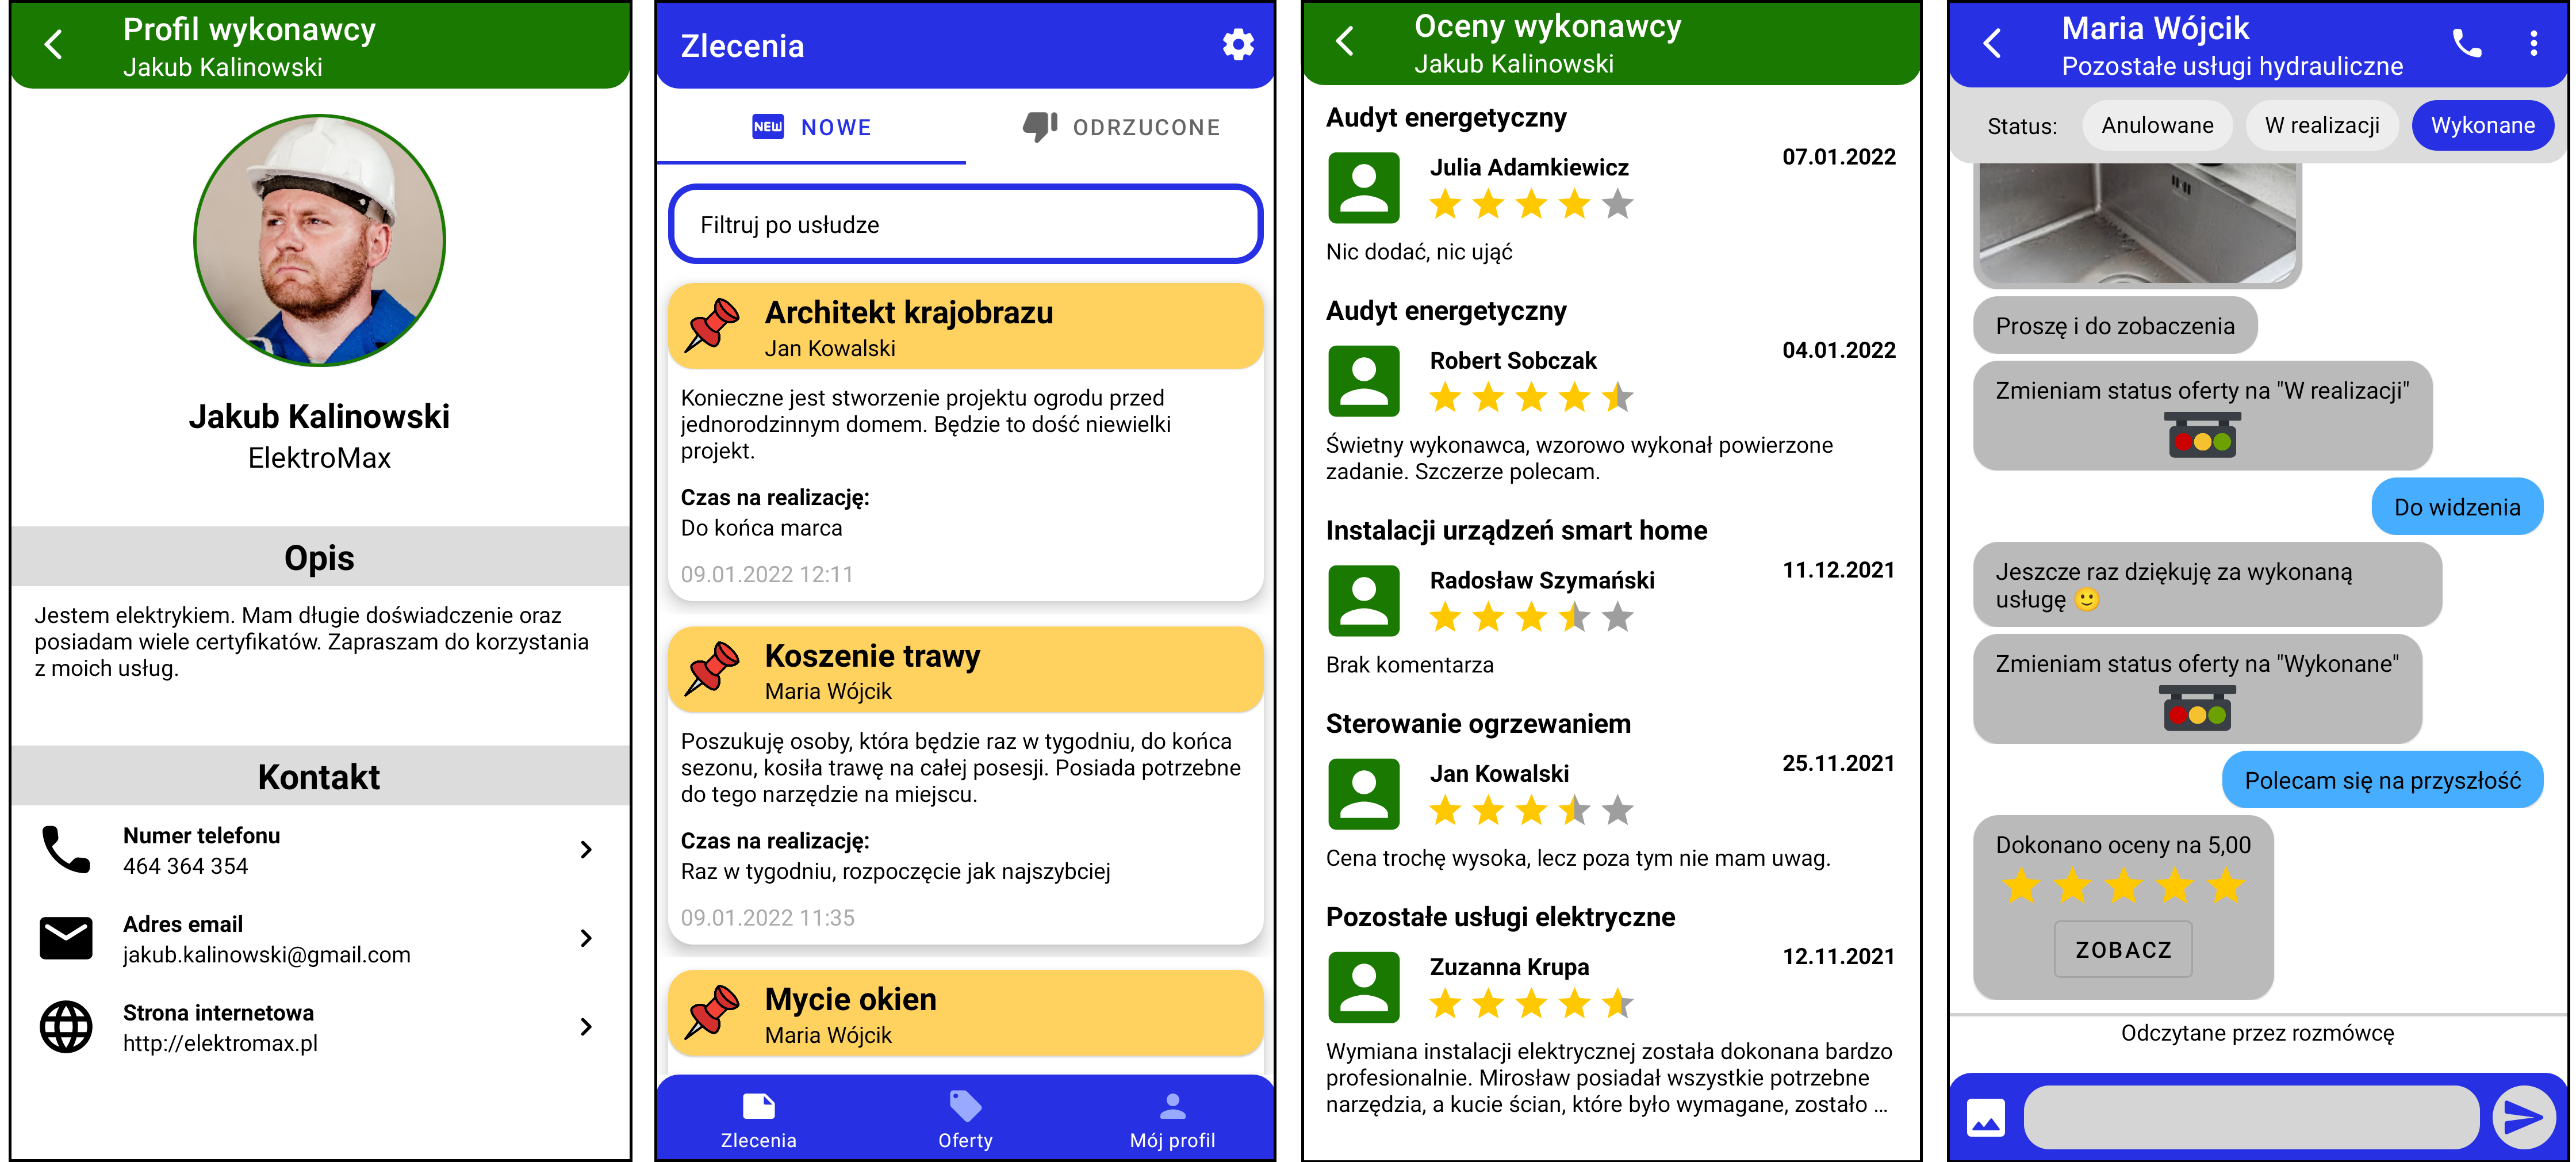 Profil wykonawcy
Jakub Kalinowski
Jakub Kalinowski
ElektroMax
Opis
Jestem elektrykiem. Mam długie doświadczenie oraz
posiadam wiele certyfikatów. Zapraszam do korzystania
z moich usług.
Kontakt
Numer telefonu
464 364 354
Adres email
jakub.kalinowski@gmail.com
Strona internetowa
http://elektromax.pl
Zlecenia
NEW NOWE
ODRZUCONE
Filtruj po usłudze
Architekt krajobrazu
Jan Kowalski
Konieczne jest stworzenie projektu ogrodu przed
jednorodzinnym domem. Będzie to dość niewielki
projekt.
Czas na realizację:
Do końca marca
09.01.2022 12:11
Koszenie trawy
Maria Wójcik
Poszukuję osoby, która będzie raz w tygodniu, do końca
sezonu, kosiła trawę na całej posesji. Posiada potrzebne
do tego narzędzie na miejscu.
Czas na realizację:
Raz w tygodniu, rozpoczęcie jak najszybciej
09.01.2022 11:35
Mycie okien
Maria Wójcik
Zlecenia
Oferty
Mój profil
Oceny wykonawcy
Jakub Kalinowski
Audyt energetyczny
Julia Adamkiewicz
07.01.2022
Nic dodać, nic ująć
Audyt energetyczny
Robert Sobczak
04.01.2022
Świetny wykonawca, wzorowo wykonał powierzone
zadanie. Szczerze polecam.
Instalacji urządzeń smart home
Radosław Szymański
11.12.2021
Brak komentarza
Sterowanie ogrzewaniem
Jan Kowalski
25.11.2021
Cena trochę wysoka, lecz poza tym nie mam uwag.
Pozostałe usługi elektryczne
Zuzanna Krupa
12.11.2021
Wymiana instalacji elektrycznej została dokonana bardzo
profesjonalnie. Mirosław posiadał wszystkie potrzebne
narzędzia, a kucie ścian, które było wymagane, zostało ...
Maria Wójcik
Pozostałe usługi hydrauliczne
Status: Anulowane W realizacji Wykonane
Proszę i do zobaczenia
Zmieniam status oferty na "W realizacji"
Do widzenia
Jeszcze raz dziękuję za wykonaną
usługę 🙂
Zmieniam status oferty na "Wykonane"
Polecam się na przyszłość
Dokonano oceny na 5,00
ZOBACZ
Odczytane przez rozmówcę